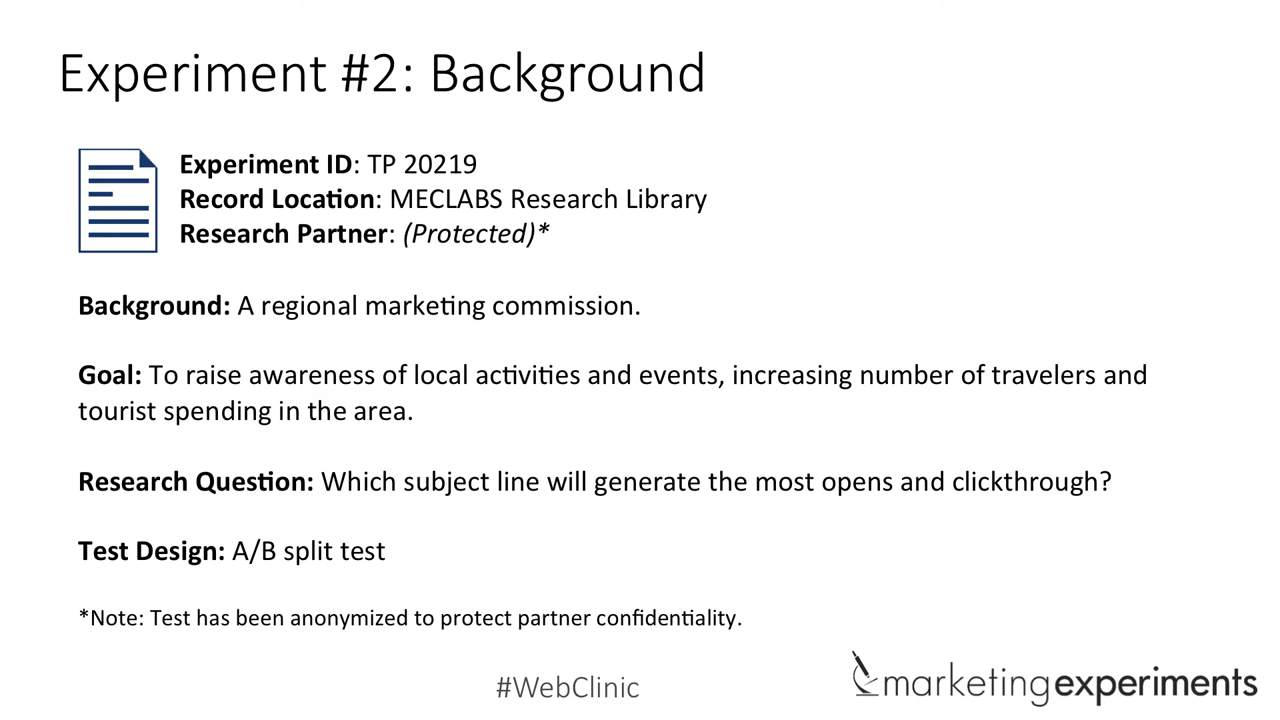 Experiment #2: Background
Experiment ID: TP 20219
Record Location: MECLABS Research Library
Research Partner: (Protected)*
Background: A regional marketing commission.
Goal: To raise awareness of local activities and events, increasing number of travelers and
tourist spending in the area.
Research Question: Which subject line will generate the most opens and clickthrough?
Test Design: A/B split test
*Note: Test has been anonymized to protect partner confidentiality.
#WebClinic
marketingexperiments